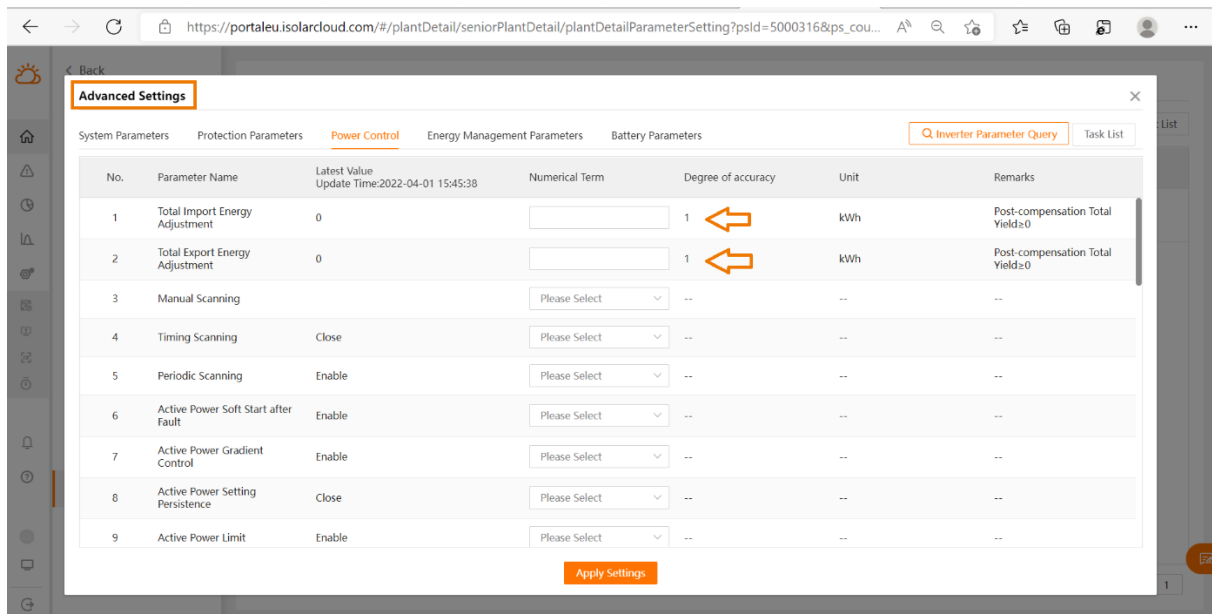 https://portaleu.isolarcloud.com/#/plantDetail/seniorPlantDetail/plantDetailParameterSetting?psId=5000316&ps_cou...
< Back
Advanced Settings
System Parameters Protection Parameters Power Control Energy Management Parameters Battery Parameters Inverter Parameter Query Task List List
No. Parameter Name Latest Value Numerical Term Degree of accuracy Unit Remarks
Update Time:2022-04-01 15:45:38
1 Total Import Energy 0 1 kWh Post-compensation Total
Adjustment Yield≥0
2 Total Export Energy 0 1 kWh Post-compensation Total
Adjustment Yield≥0
3 Manual Scanning Please Select -- -- --
4 Timing Scanning Close Please Select -- -- --
5 Periodic Scanning Enable Please Select -- -- --
6 Active Power Soft Start after Enable Please Select -- -- --
Fault
7 Active Power Gradient Enable Please Select -- -- --
Control
8 Active Power Setting Close Please Select -- -- --
Persistence
9 Active Power Limit Enable Please Select -- -- --
Apply Settings
1